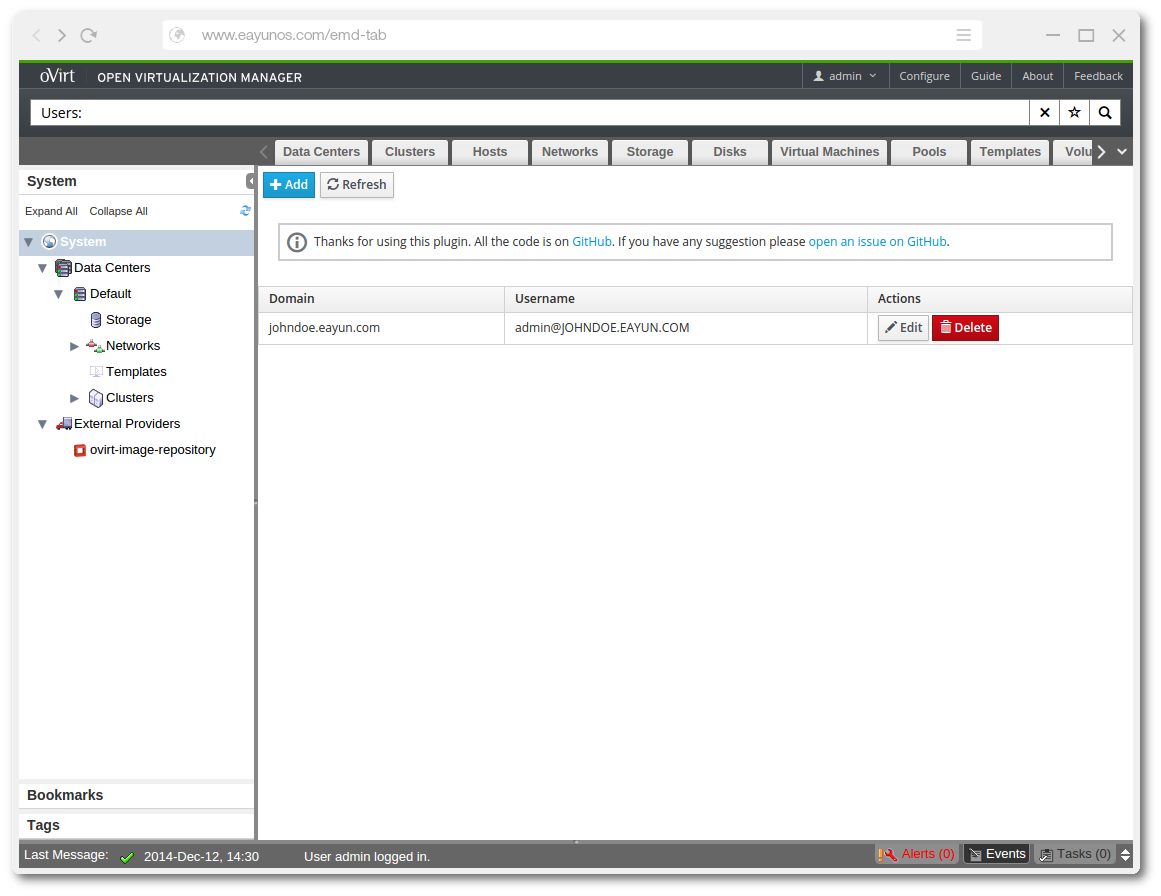 www.eayunos.com/emd-tab
oVirt OPEN VIRTUALIZATION MANAGER admin Configure Guide About Feedback
Users:
Data Centers Clusters Hosts Networks Storage Disks Virtual Machines Pools Templates Volu
System
Add Refresh
Expand All Collapse All
System
Thanks for using this plugin. All the code is on GitHub. If you have any suggestion please open an issue on GitHub.
Data Centers
Default
Storage
Networks
Templates
Clusters
External Providers
ovirt-image-repository
Domain Username Actions
johndoe.eayun.com admin@JOHNDOE.EAYUN.COM Edit Delete
Bookmarks
Tags
Last Message: 2014-Dec-12, 14:30 User admin logged in. Alerts (0) Events Tasks (0)